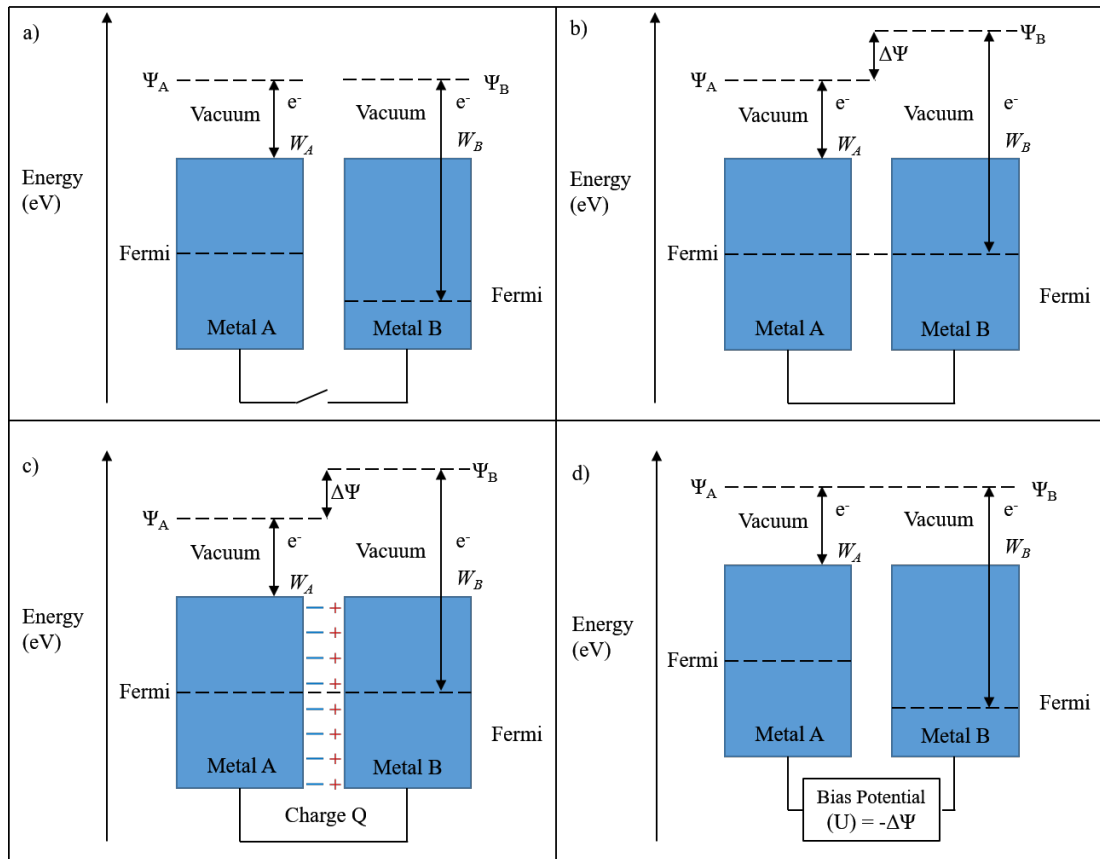 a)
Ψ_A
Ψ_B
Vacuum
e⁻
Vacuum
e⁻
W_A
W_B
Energy
(eV)
Fermi
Fermi
Metal A
Metal B
b)
Ψ_B
ΔΨ
Ψ_A
Vacuum
e⁻
Vacuum
e⁻
W_A
W_B
Energy
(eV)
Fermi
Fermi
Metal A
Metal B
c)
Ψ_B
ΔΨ
Ψ_A
Vacuum
e⁻
Vacuum
e⁻
W_A
W_B
Energy
(eV)
— +
— +
— +
— +
— +
— +
— +
— +
Fermi
Fermi
Metal A
Metal B
Charge Q
d)
Ψ_A
Ψ_B
Vacuum
e⁻
Vacuum
e⁻
W_A
W_B
Energy
(eV)
Fermi
Fermi
Metal A
Metal B
Bias Potential
(U) = -ΔΨ